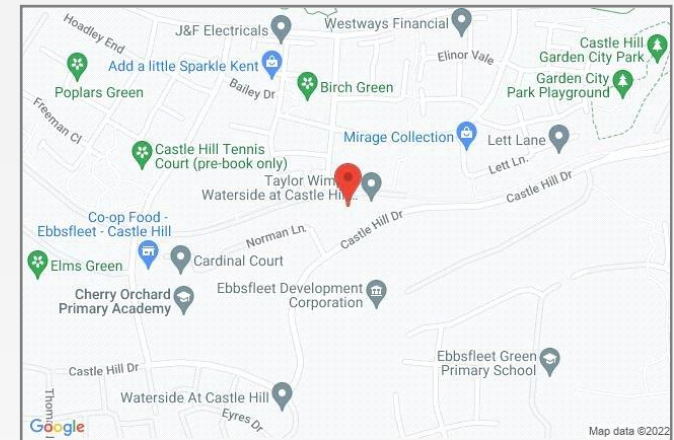 Hoadley End
J&F Electricals
Westways Financial
Castle Hill
Garden City Park
Elinor Vale
Add a little Sparkle Kent
Poplars Green
Bailey Dr
Birch Green
Garden City
Park Playground
Freeman Cl
Mirage Collection
Lett Lane
Castle Hill Tennis
Court (pre-book only)
Lett Ln.
Taylor Wim
Waterside at Castle Hil...
Castle Hill Dr
Co-op Food -
Ebbsfleet - Castle Hill
Norman Ln.
Castle Hill Dr
Elms Green
Cardinal Court
Cherry Orchard
Primary Academy
Ebbsfleet Development
Corporation
Ebbsfleet Green
Primary School
Castle Hill Dr
Waterside At Castle Hill
Eyres Dr
Google
Map data ©2022